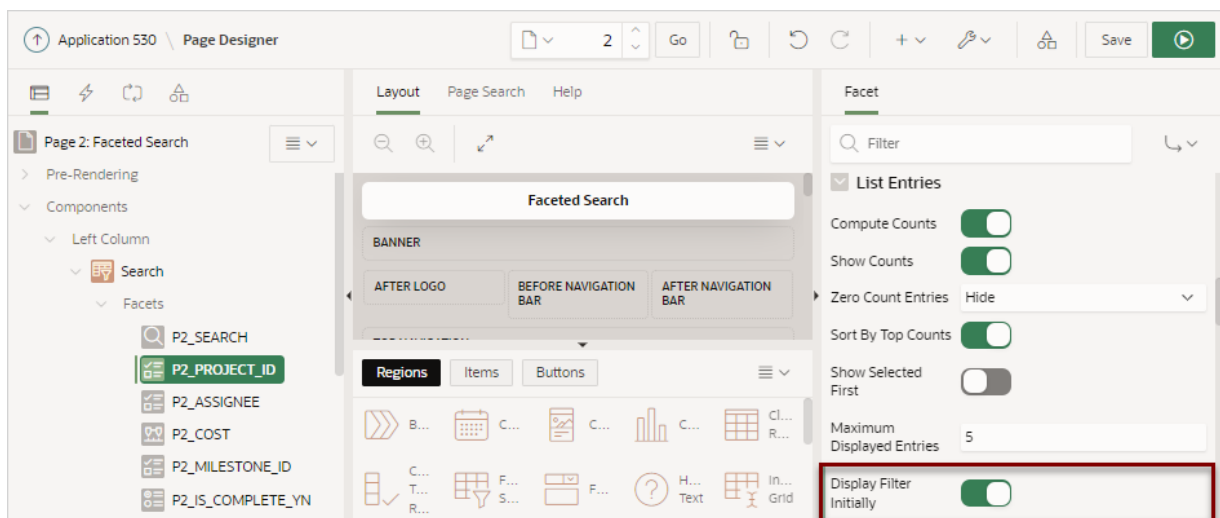 Application 530 \ Page Designer
2
Go
Save
Layout
Page Search
Help
Facet
Page 2: Faceted Search
Filter
Pre-Rendering
Components
Left Column
Search
Facets
P2_SEARCH
P2_PROJECT_ID
P2_ASSIGNEE
P2_COST
P2_MILESTONE_ID
P2_IS_COMPLETE_YN
Faceted Search
BANNER
AFTER LOGO
BEFORE NAVIGATION
BAR
AFTER NAVIGATION
BAR
Regions
Items
Buttons
B...
C...
C...
C...
Cl...
R...
C...
T...
R...
F...
S...
F...
H...
Text
In...
Grid
List Entries
Compute Counts
Show Counts
Zero Count Entries Hide
Sort By Top Counts
Show Selected
First
Maximum
Displayed Entries
5
Display Filter
Initially